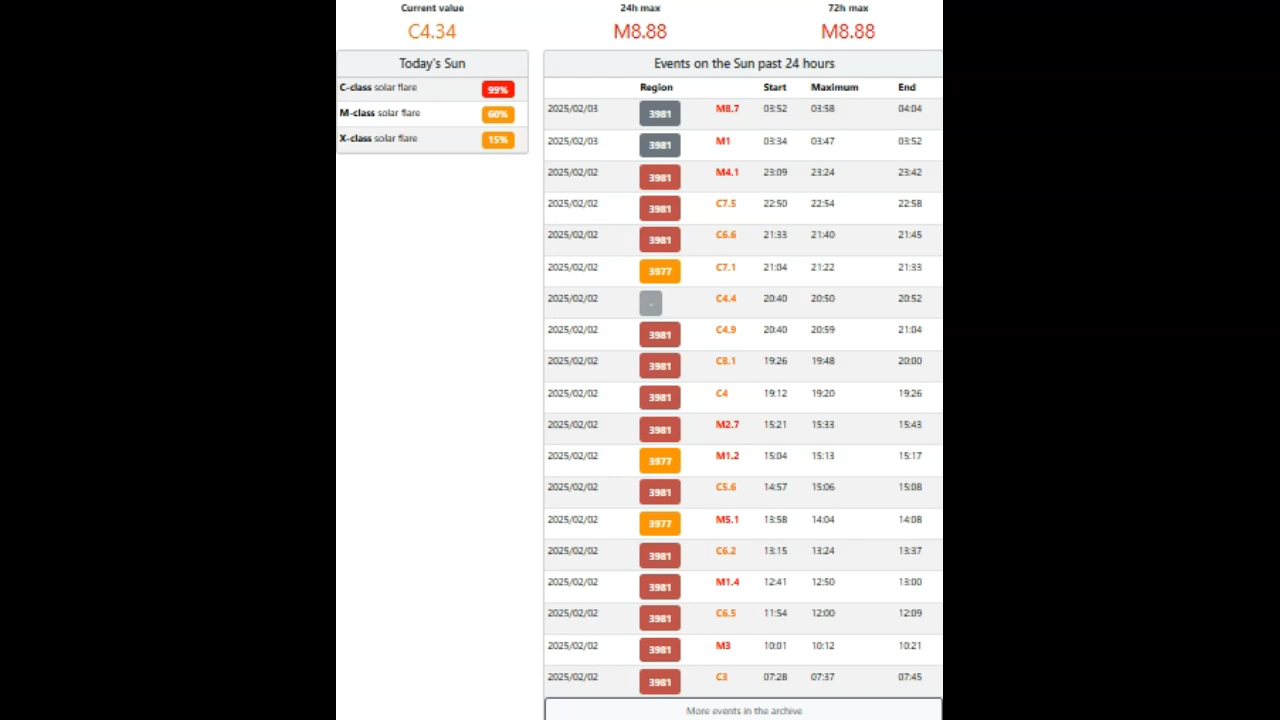 Current value 24h max 72h max
C4.34 M8.88 M8.88
Today's Sun
C-class solar flare 99%
M-class solar flare 60%
X-class solar flare 15%
Events on the Sun past 24 hours
Region Start Maximum End
2025/02/03 3981 M8.7 03:52 03:58 04:04
2025/02/03 3981 M1 03:34 03:47 03:52
2025/02/02 3981 M4.1 23:09 23:24 23:42
2025/02/02 3981 C7.5 22:50 22:54 22:58
2025/02/02 3981 C6.6 21:33 21:40 21:45
2025/02/02 3977 C7.1 21:04 21:22 21:33
2025/02/02 - C4.4 20:40 20:50 20:52
2025/02/02 3981 C4.9 20:40 20:59 21:04
2025/02/02 3981 C8.1 19:26 19:48 20:00
2025/02/02 3981 C4 19:12 19:20 19:26
2025/02/02 3981 M2.7 15:21 15:33 15:43
2025/02/02 3977 M1.2 15:04 15:13 15:17
2025/02/02 3981 C5.6 14:57 15:06 15:08
2025/02/02 3977 M5.1 13:58 14:04 14:08
2025/02/02 3981 C6.2 13:15 13:24 13:37
2025/02/02 3981 M1.4 12:41 12:50 13:00
2025/02/02 3981 C6.5 11:54 12:00 12:09
2025/02/02 3981 M3 10:01 10:12 10:21
2025/02/02 3981 C3 07:28 07:37 07:45
More events in the archive